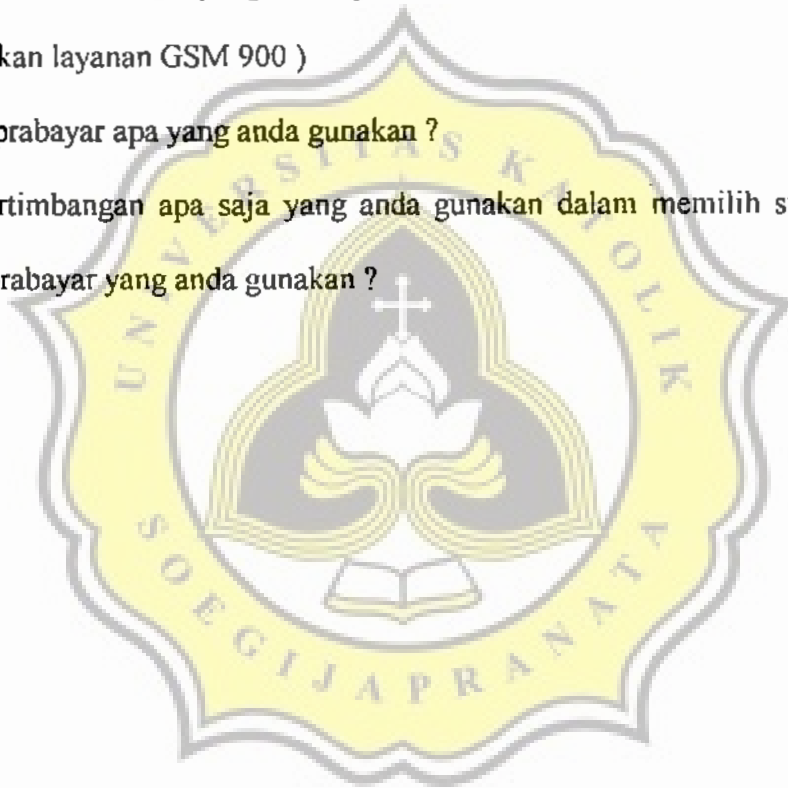 kan layanan GSM 900 )
prabayar apa yang anda gunakan ?
rtimbangan apa saja yang anda gunakan dalam memilih s
rabayar yang anda gunakan ?
UNIVERSITAS KATOLIK
SOEGIJAPRANATA